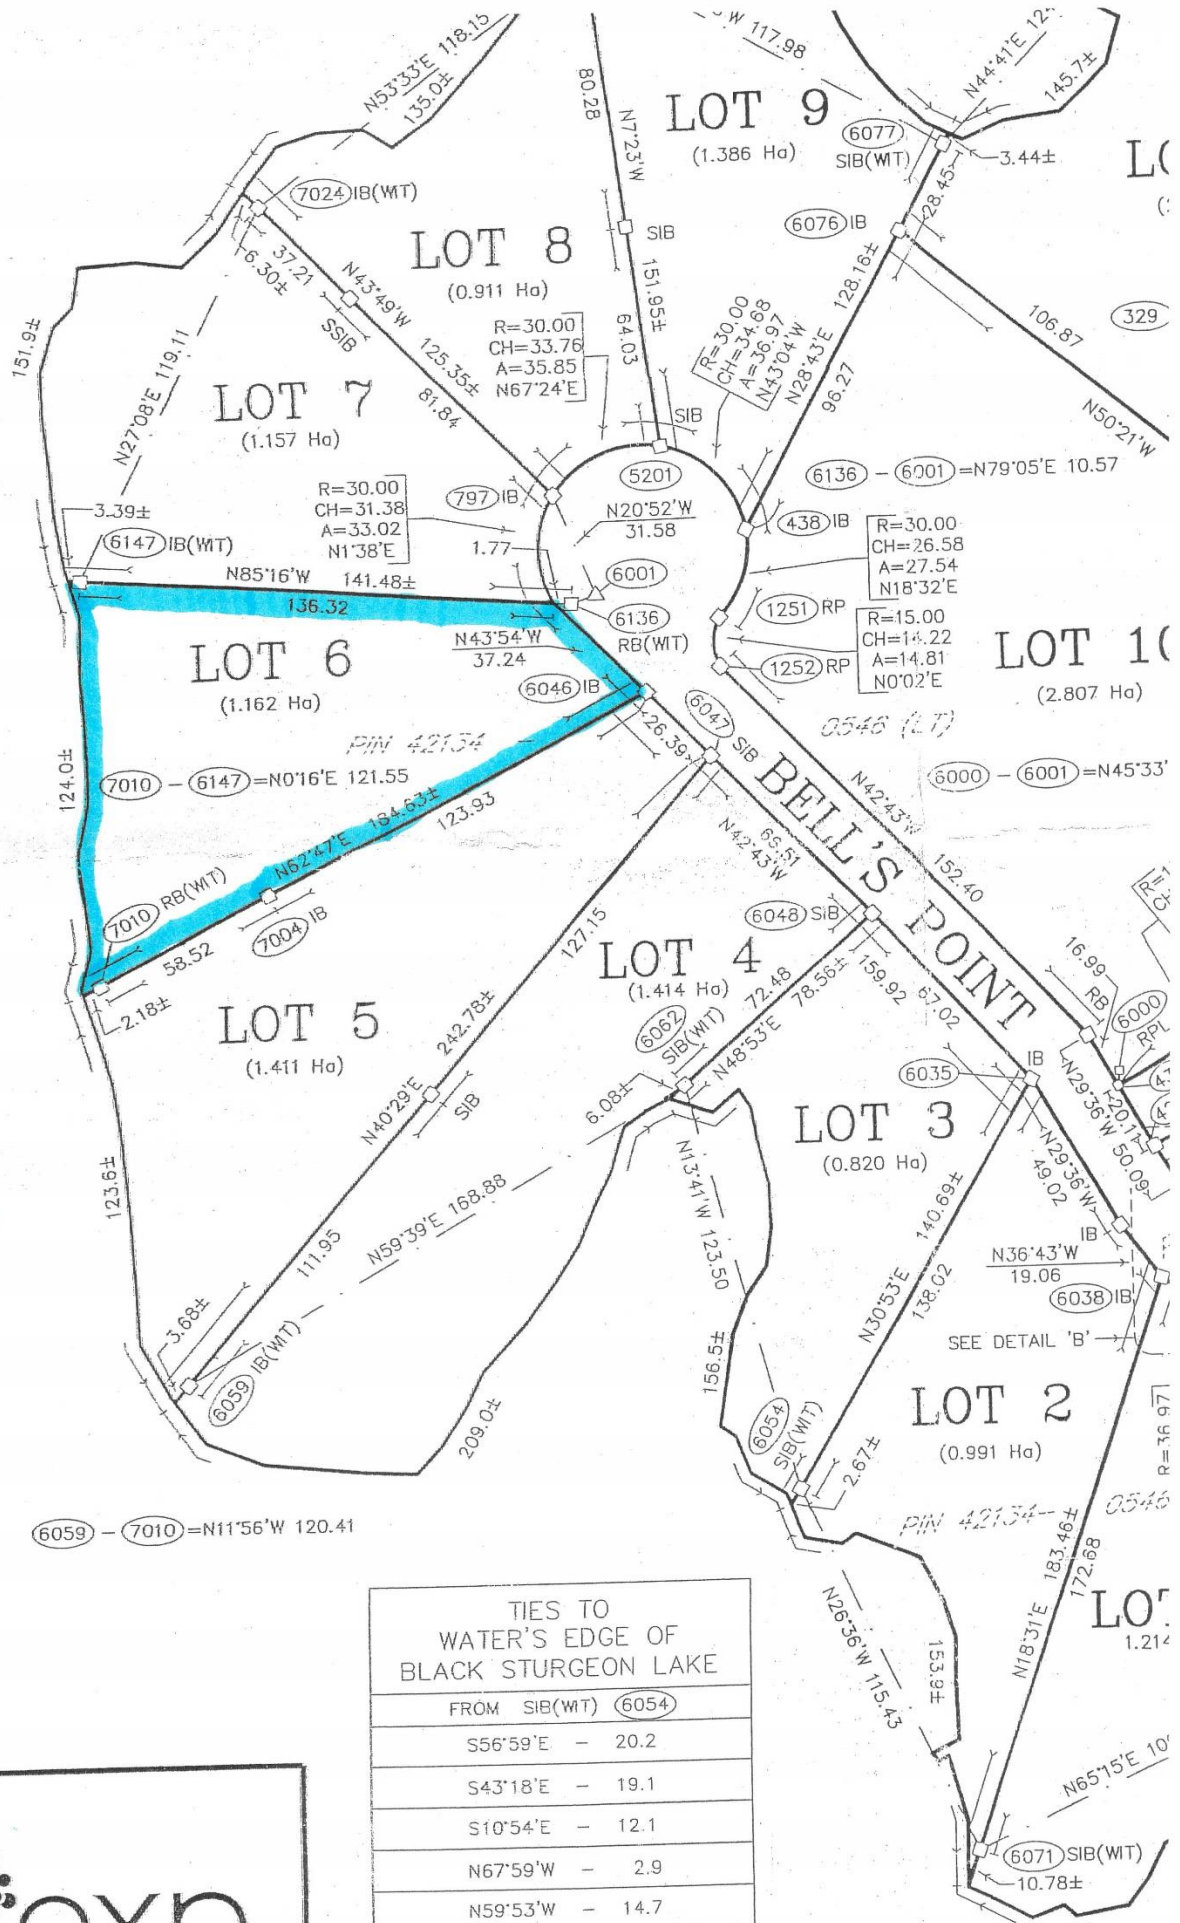 N53°33'E 118.15
135.0±
80.28
N7°23'W
117.98
LOT 9
(1.386 Ha)
N44°41'E
145.7±
6077
SIB(WIT)
3.44±
28.45
7024 IB(WIT)
6076 IB
SIB
LOT 8
(0.911 Ha)
37.21
6.30±
N43°49'W
SSIB
151.9±
151.95±
64.03
R=30.00
CH=33.76
A=35.85
N67°24'E
R=30.00
CH=34.68
A=36.97
N43°04'W
128.16±
N28°43'E
96.27
106.87
329
N27°08'E 119.11
125.35±
81.84
LOT 7
(1.157 Ha)
SIB
N50°21'W
5201
6136 - 6001 =N79°05'E 10.57
R=30.00
CH=31.38
A=33.02
N1°38'E
797 IB
N20°52'W
31.58
438 IB
3.39±
6147 IB(WIT)
1.77
R=30.00
CH=26.58
A=27.54
N18°32'E
N85°16'W 141.48±
136.32
6001
6136
RB(WIT)
1251 RP
R=15.00
CH=14.22
A=14.81
N0°02'E
N43°54'W
37.24
LOT 6
(1.162 Ha)
1252 RP
LOT 10
(2.807 Ha)
6046 IB
26.39
6047 SIB
0546 (LT)
PIN 42134
7010 - 6147 =N0°16'E 121.55
6000 - 6001 =N45°33'
124.0±
184.63±
N62°47'E
123.93
BELL'S POINT
N42°43'W
152.40
N42°43'W
7010 RB(WIT)
7004 IB
58.52
2.18±
127.15
6048 SIB
LOT 4
(1.414 Ha)
159.92
67.02
16.99
RB
6000
LOT 5
(1.411 Ha)
242.78±
72.48
78.56±
N48°53'E
6062
SIB(WIT)
6035
IB
N29°36'W 50.09
20.11
N40°29'E
SIB
6.08±
LOT 3
(0.820 Ha)
N29°36'W
49.02
123.6±
N13°41'W 123.50
140.69±
IB
N59°39'E 168.88
111.95
N36°43'W
19.06
6038 IB
N30°53'E
138.02
3.68±
6059 IB(WIT)
SEE DETAIL 'B'
156.5±
LOT 2
(0.991 Ha)
209.0±
6054
SIB(WIT)
2.67±
R=36.97
PIN 42134--
0546
6059 - 7010 =N11°56'W 120.41
183.46±
172.68
N18°31'E
N26°36'W 115.43
153.9±
1.214
TIES TO
WATER'S EDGE OF
BLACK STURGEON LAKE
FROM SIB(WIT) 6054
S56°59'E - 20.2
S43°18'E - 19.1
S10°54'E - 12.1
N67°59'W - 2.9
N59°53'W - 14.7
N65°15'E
6071 SIB(WIT)
10.78±
exp